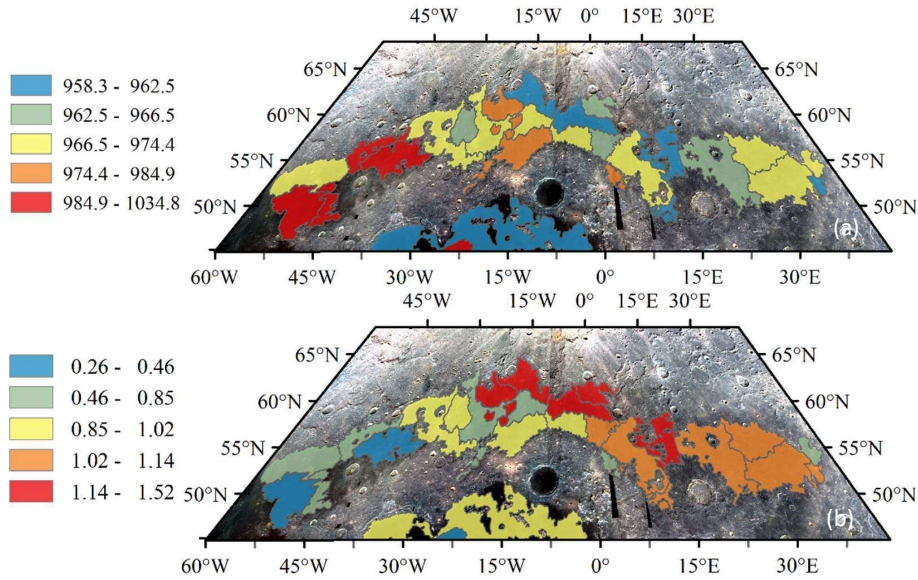 45°W 15°W 0° 15°E 30°E
65°N 65°N
958.3 - 962.5
962.5 - 966.5
60°N 60°N
966.5 - 974.4
974.4 - 984.9
55°N 55°N
984.9 - 1034.8
50°N 50°N
(a)
60°W 45°W 30°W 15°W 0° 15°E 30°E
45°W 15°W 0° 15°E 30°E
65°N 65°N
0.26 - 0.46
0.46 - 0.85
60°N 60°N
0.85 - 1.02
1.02 - 1.14
55°N 55°N
1.14 - 1.52
50°N 50°N
(b)
60°W 45°W 30°W 15°W 0° 15°E 30°E